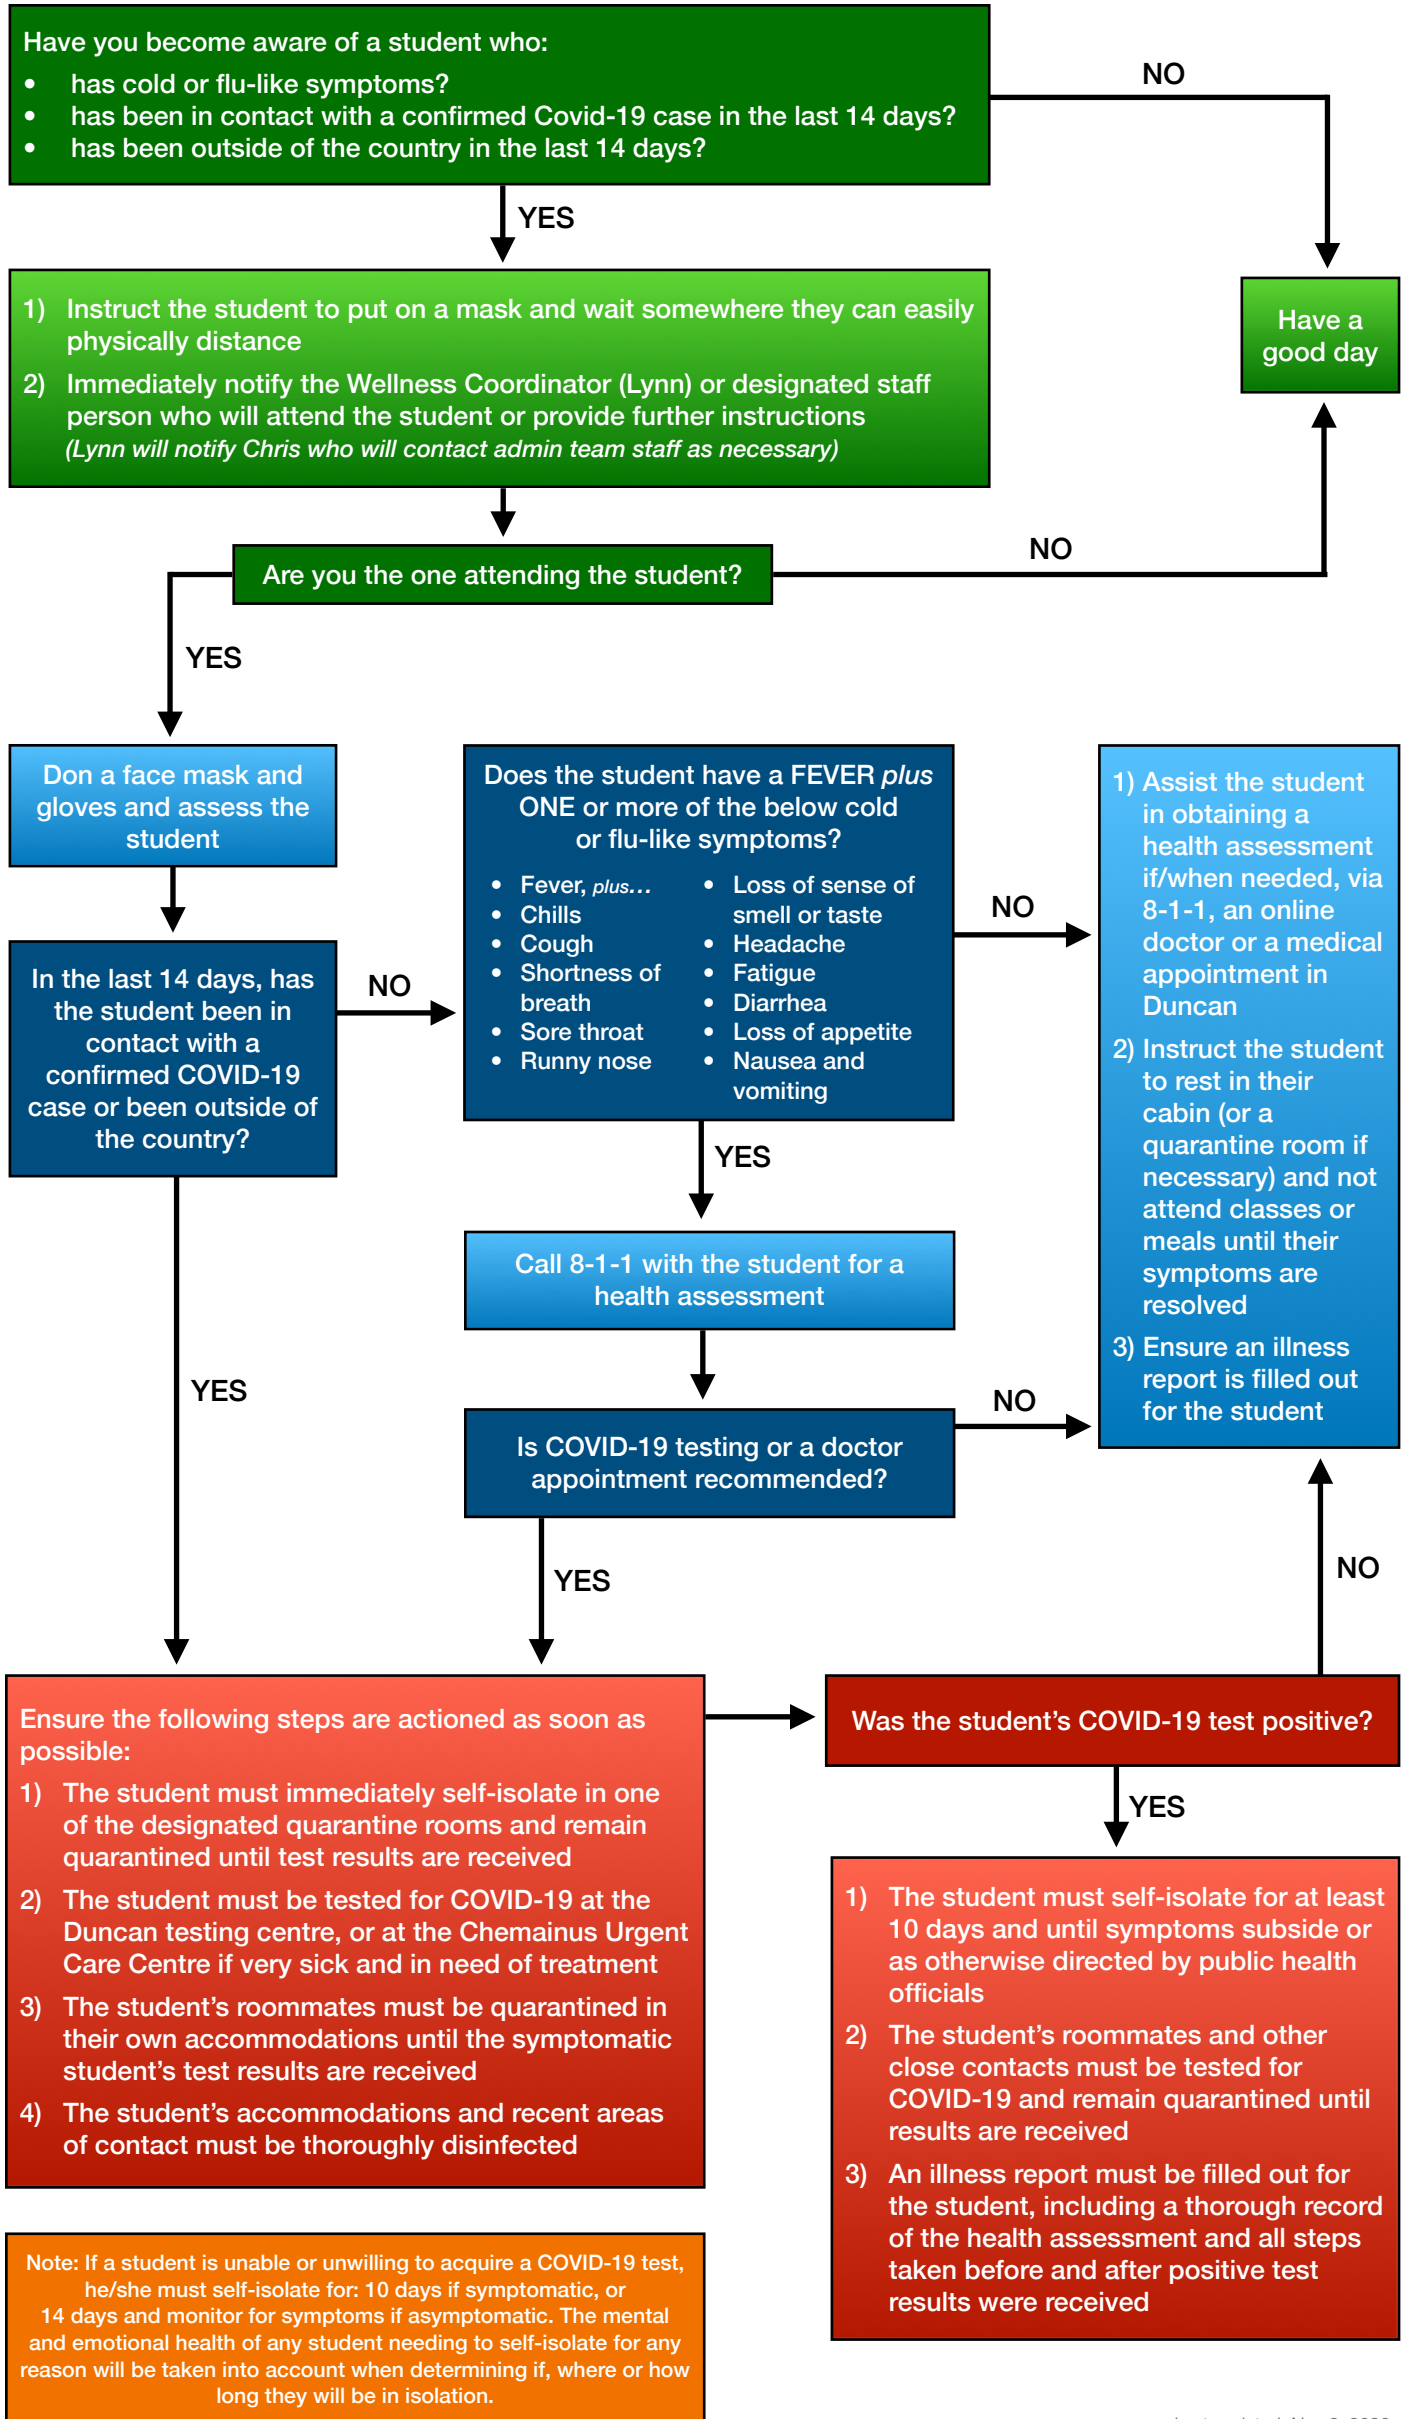 Have you become aware of a student who:
• has cold or flu-like symptoms?
• has been in contact with a confirmed Covid-19 case in the last 14 days?
• has been outside of the country in the last 14 days?
NO
YES
1) Instruct the student to put on a mask and wait somewhere they can easily
physically distance
2) Immediately notify the Wellness Coordinator (Lynn) or designated staff
person who will attend the student or provide further instructions
(Lynn will notify Chris who will contact admin team staff as necessary)
Have a
good day
Are you the one attending the student?
NO
YES
Don a face mask and
gloves and assess the
student
In the last 14 days, has
the student been in
contact with a
confirmed COVID-19
case or been outside of
the country?
NO
YES
Does the student have a FEVER plus
ONE or more of the below cold
or flu-like symptoms?
• Fever, plus...
• Chills
• Cough
• Shortness of
breath
• Sore throat
• Runny nose
• Loss of sense of
smell or taste
• Headache
• Fatigue
• Diarrhea
• Loss of appetite
• Nausea and
vomiting
NO
YES
Call 8-1-1 with the student for a
health assessment
Is COVID-19 testing or a doctor
appointment recommended?
NO
YES
1) Assist the student
in obtaining a
health assessment
if/when needed, via
8-1-1, an online
doctor or a medical
appointment in
Duncan
2) Instruct the student
to rest in their
cabin (or a
quarantine room if
necessary) and not
attend classes or
meals until their
symptoms are
resolved
3) Ensure an illness
report is filled out
for the student
NO
Ensure the following steps are actioned as soon as
possible:
1) The student must immediately self-isolate in one
of the designated quarantine rooms and remain
quarantined until test results are received
2) The student must be tested for COVID-19 at the
Duncan testing centre, or at the Chemainus Urgent
Care Centre if very sick and in need of treatment
3) The student's roommates must be quarantined in
their own accommodations until the symptomatic
student's test results are received
4) The student's accommodations and recent areas
of contact must be thoroughly disinfected
Was the student's COVID-19 test positive?
YES
1) The student must self-isolate for at least
10 days and until symptoms subside or
as otherwise directed by public health
officials
2) The student's roommates and other
close contacts must be tested for
COVID-19 and remain quarantined until
results are received
3) An illness report must be filled out for
the student, including a thorough record
of the health assessment and all steps
taken before and after positive test
results were received
Note: If a student is unable or unwilling to acquire a COVID-19 test,
he/she must self-isolate for: 10 days if symptomatic, or
14 days and monitor for symptoms if asymptomatic. The mental
and emotional health of any student needing to self-isolate for any
reason will be taken into account when determining if, where or how
long they will be in isolation.